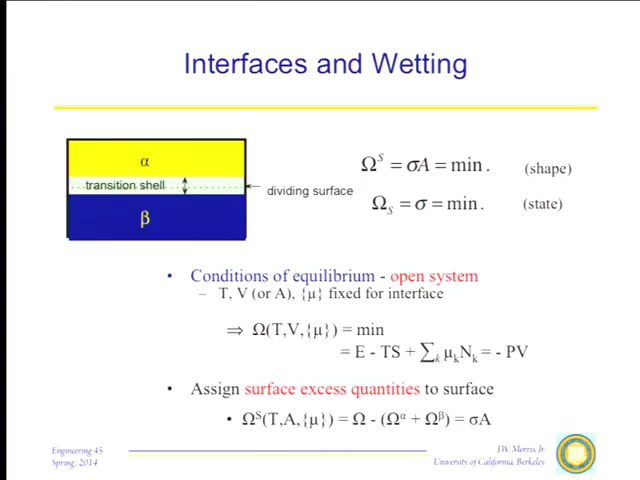 Interfaces and Wetting
α
transition shell
dividing surface
β
Ω^S = σA = min. (shape)
Ω_S = σ = min. (state)
• Conditions of equilibrium - open system
– T, V (or A), {μ} fixed for interface
⇒ Ω(T,V,{μ}) = min
= E - TS + ∑_k μ_kN_k = - PV
• Assign surface excess quantities to surface
• Ω^S(T,A,{μ}) = Ω - (Ω^α + Ω^β) = σA
Engineering 45
Spring, 2014
J.W. Morris, Jr.
University of California, Berkeley